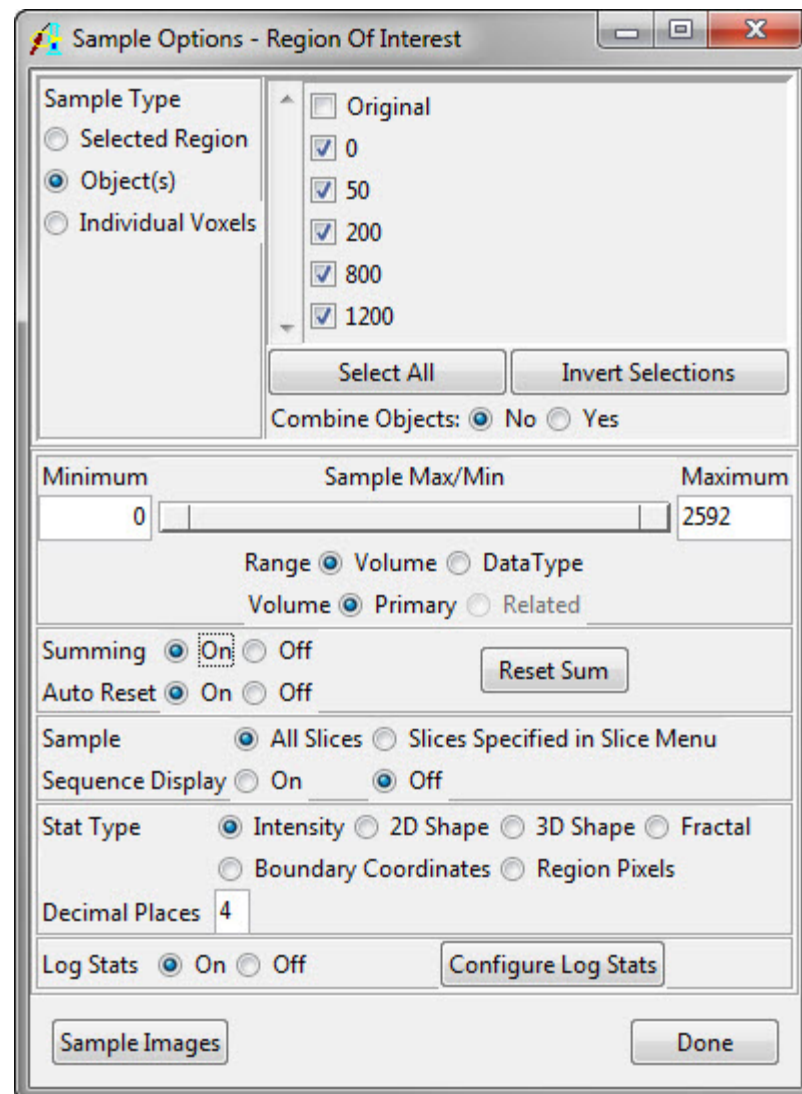 Sample Options - Region Of Interest
Sample Type
Selected Region
Object(s)
Individual Voxels
Original
0
50
200
800
1200
Select All Invert Selections
Combine Objects: No Yes
Minimum Sample Max/Min Maximum
0 2592
Range Volume DataType
Volume Primary Related
Summing On Off
Reset Sum
Auto Reset On Off
Sample All Slices Slices Specified in Slice Menu
Sequence Display On Off
Stat Type Intensity 2D Shape 3D Shape Fractal
Boundary Coordinates Region Pixels
Decimal Places 4
Log Stats On Off Configure Log Stats
Sample Images Done